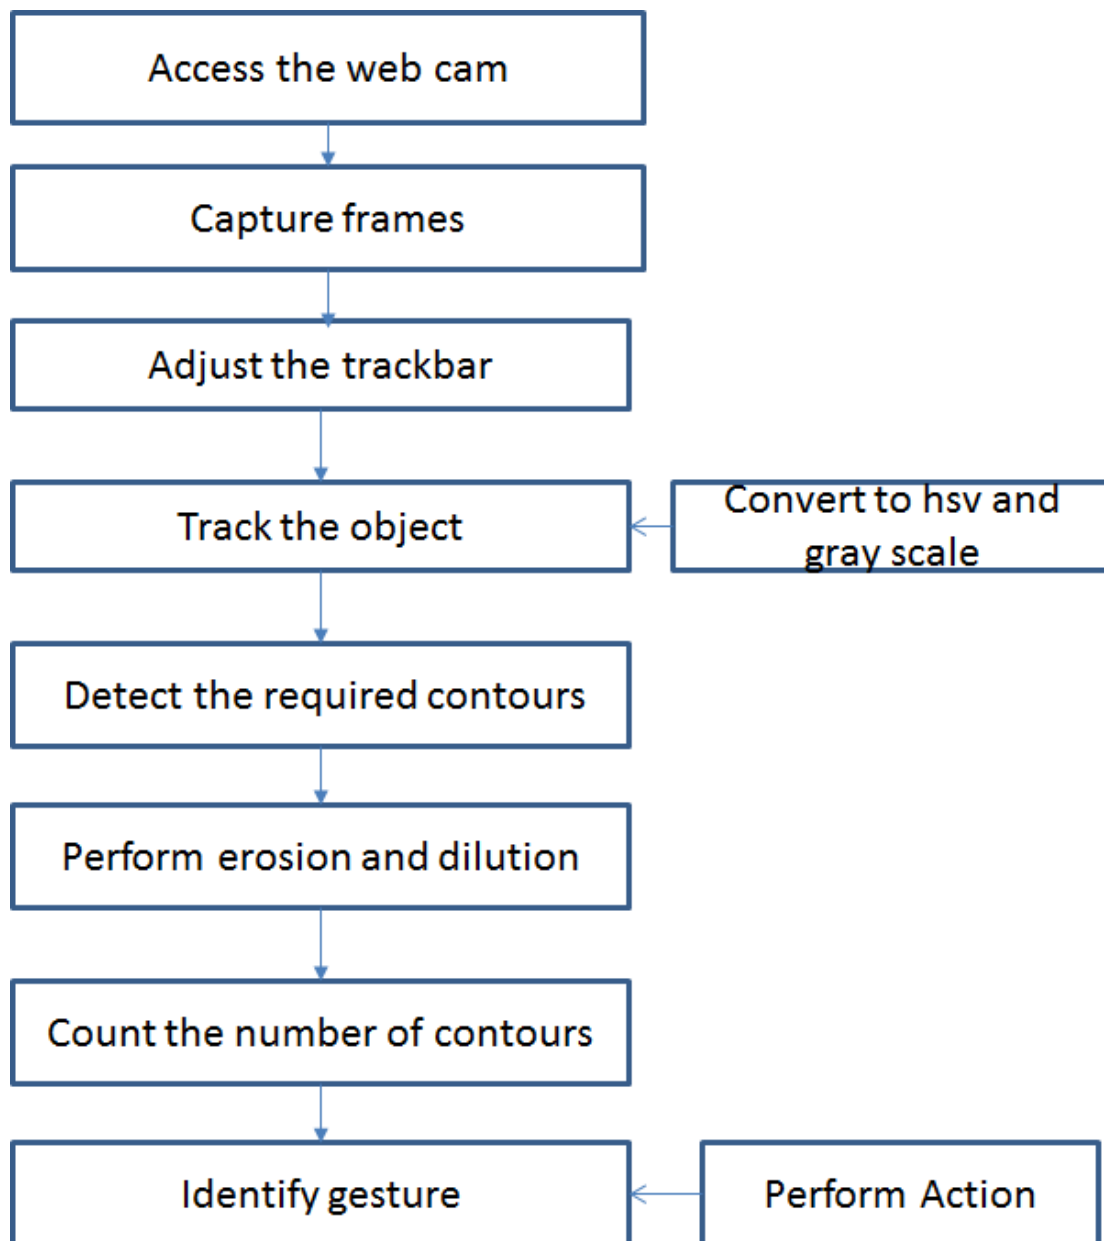 Access the web cam
Capture frames
Adjust the trackbar
Track the object
Convert to hsv and
gray scale
Detect the required contours
Perform erosion and dilution
Count the number of contours
Identify gesture
Perform Action